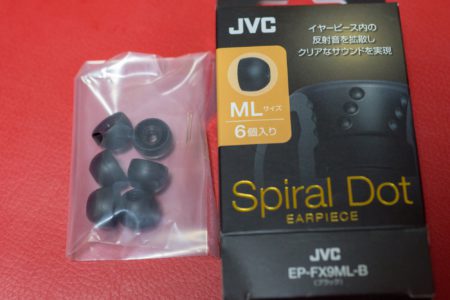 JVC
イヤーピース内の
反射音を拡散し
クリアなサウンドを実現
MLサイズ
6個入り
Spiral Dot
EARPIECE
JVC
EP-FX9ML-B
(ブラック)